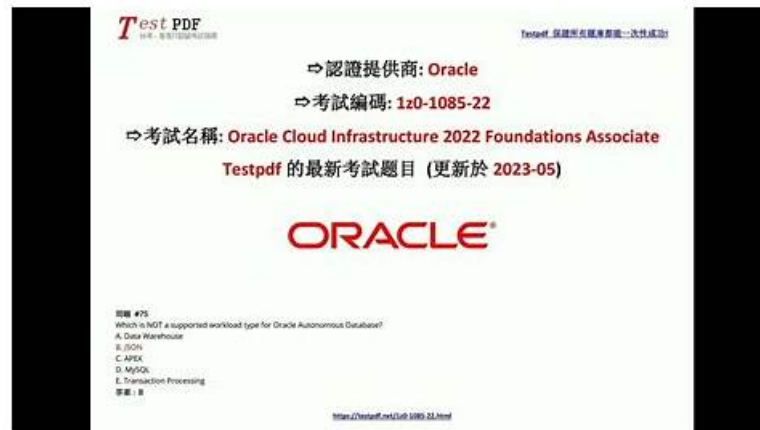 Test PDF
Testpdf 保證所有題庫都能一次性成功!
⇨認證提供商: Oracle
⇨考試編碼: 1z0-1085-22
⇨考試名稱: Oracle Cloud Infrastructure 2022 Foundations Associate
Testpdf 的最新考試題目 (更新於 2023-05)
ORACLE®
問題 #75
Which is NOT a supported workload type for Oracle Autonomous Database?
A. Data Warehouse
B. JSON
C. APEX
D. MySQL
E. Transaction Processing
答案: B
https://testpdf.net/1z0-1085-22.html